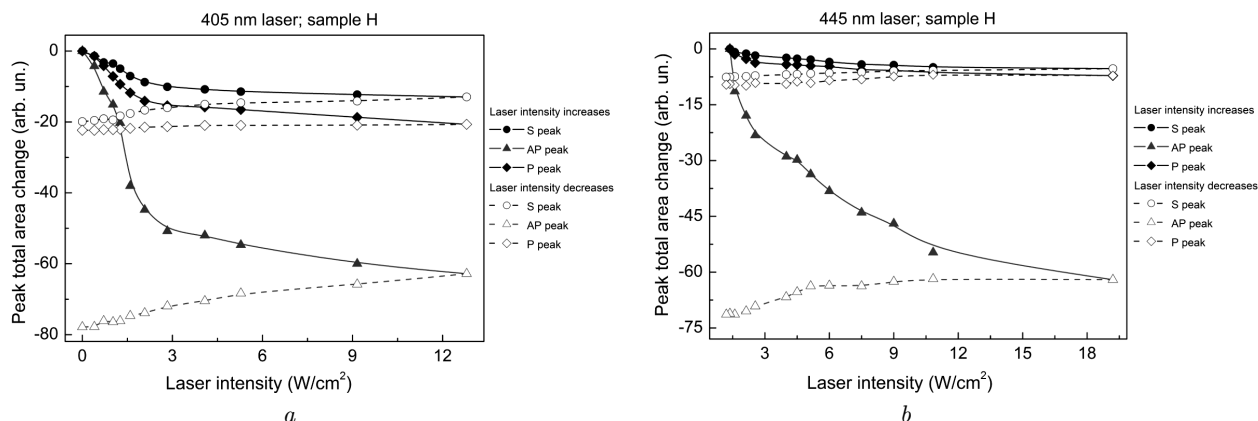 405 nm laser; sample H
Peak total area change (arb. un.)
0
-20
-40
-60
-80
0 3 6 9 12
Laser intensity (W/cm²)
Laser intensity increases
S peak
AP peak
P peak
Laser intensity decreases
S peak
AP peak
P peak
a
445 nm laser; sample H
Peak total area change (arb. un.)
0
-15
-30
-45
-60
-75
3 6 9 12 15 18
Laser intensity (W/cm²)
Laser intensity increases
S peak
AP peak
P peak
Laser intensity decreases
S peak
AP peak
P peak
b